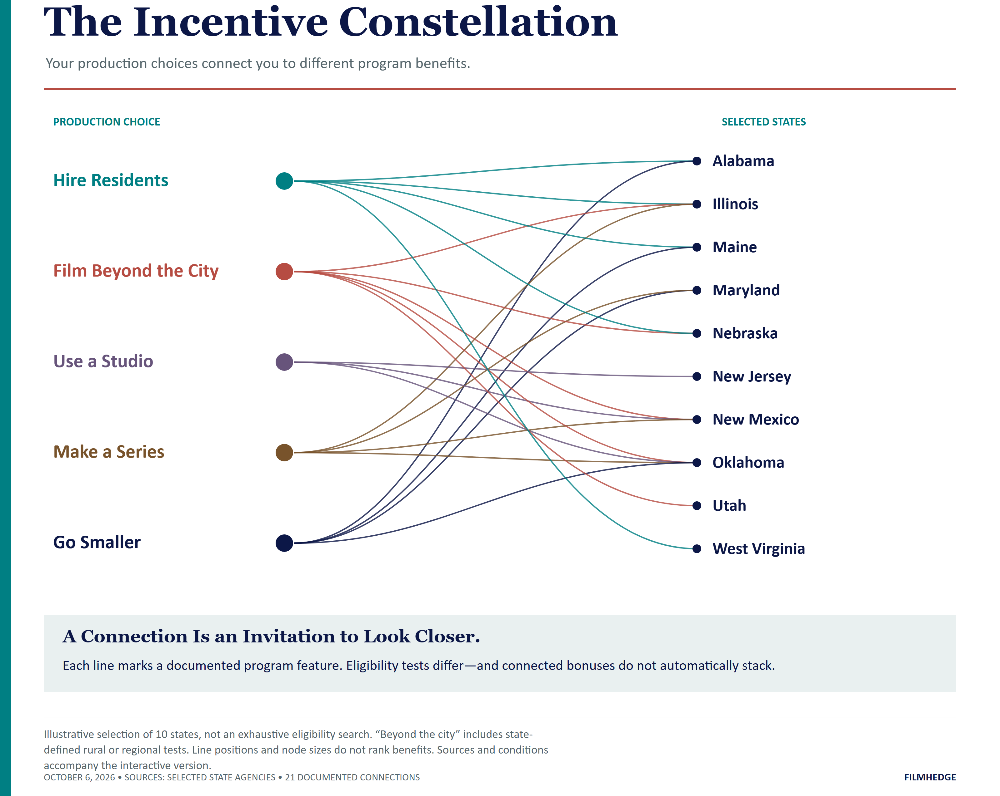 The Incentive Constellation
Your production choices connect you to different program benefits.
PRODUCTION CHOICE
SELECTED STATES
Hire Residents
Film Beyond the City
Use a Studio
Make a Series
Go Smaller
Alabama
Illinois
Maine
Maryland
Nebraska
New Jersey
New Mexico
Oklahoma
Utah
West Virginia
A Connection Is an Invitation to Look Closer.
Each line marks a documented program feature. Eligibility tests differ—and connected bonuses do not automatically stack.
Illustrative selection of 10 states, not an exhaustive eligibility search. “Beyond the city” includes state-
defined rural or regional tests. Line positions and node sizes do not rank benefits. Sources and conditions
accompany the interactive version.
OCTOBER 6, 2026 • SOURCES: SELECTED STATE AGENCIES • 21 DOCUMENTED CONNECTIONS
FILMHEDGE